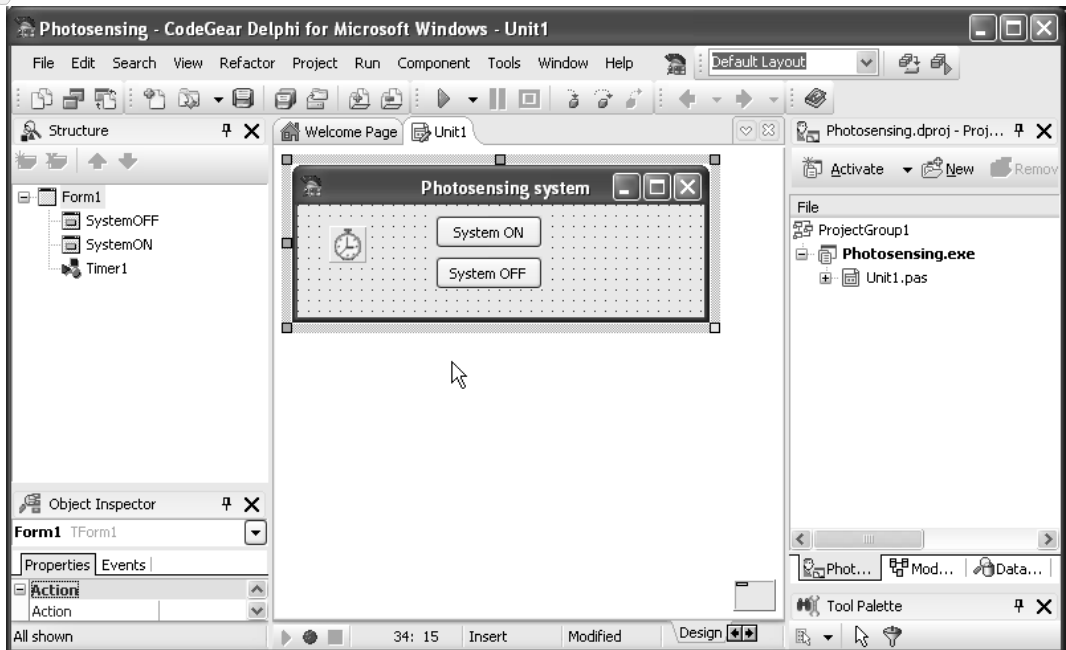 Photosensing - CodeGear Delphi for Microsoft Windows - Unit1
File Edit Search View Refactor Project Run Component Tools Window Help Default Layout
Structure
Form1
SystemOFF
SystemON
Timer1
Object Inspector
Form1 TForm1
Properties Events
Action
Action
All shown
Welcome Page Unit1
Photosensing system
System ON
System OFF
34: 15 Insert Modified Design
Photosensing.dproj - Proj...
Activate New Remov
File
ProjectGroup1
Photosensing.exe
Unit1.pas
Phot... Mod... Data...
Tool Palette